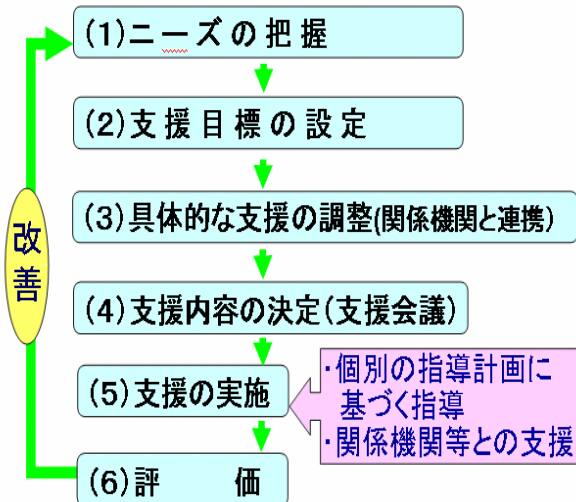 (1)ニーズの把握
(2)支援目標の設定
(3)具体的な支援の調整(関係機関と連携)
改善
(4)支援内容の決定(支援会議)
(5)支援の実施
・個別の指導計画に
基づく指導
・関係機関等との支援
(6)評　価